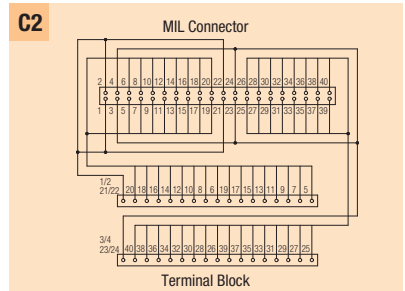 C2
MIL Connector
2 4 6 8 10 12 14 16 18 20 22 24 26 28 30 32 34 36 38 40
1 3 5 7 9 11 13 15 17 19 21 23 25 27 29 31 33 35 37 39
1/2
21/22 20 18 16 14 12 10 8 6 19 17 15 13 11 9 7 5
3/4
23/24 40 38 36 34 32 30 28 26 39 37 35 33 31 29 27 25
Terminal Block